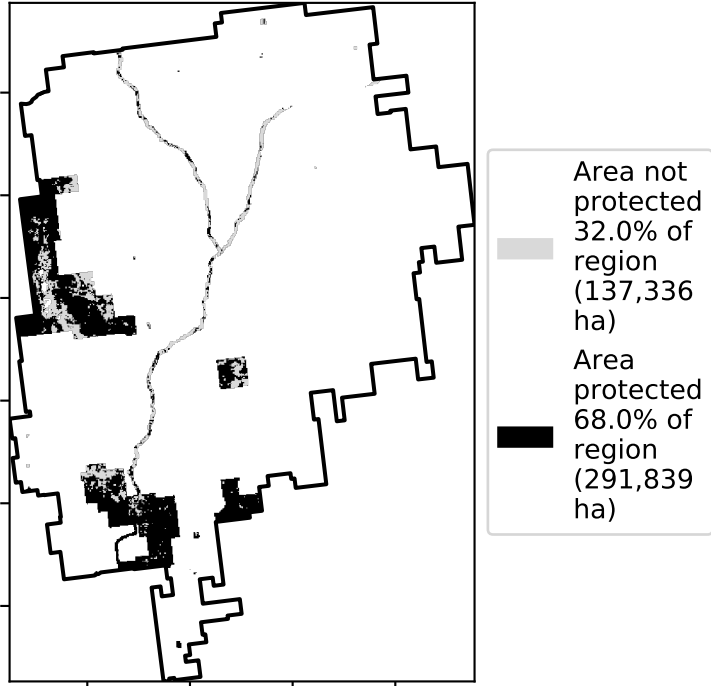 Area not
protected
32.0% of
region
(137,336
ha)
Area
protected
68.0% of
region
(291,839
ha)